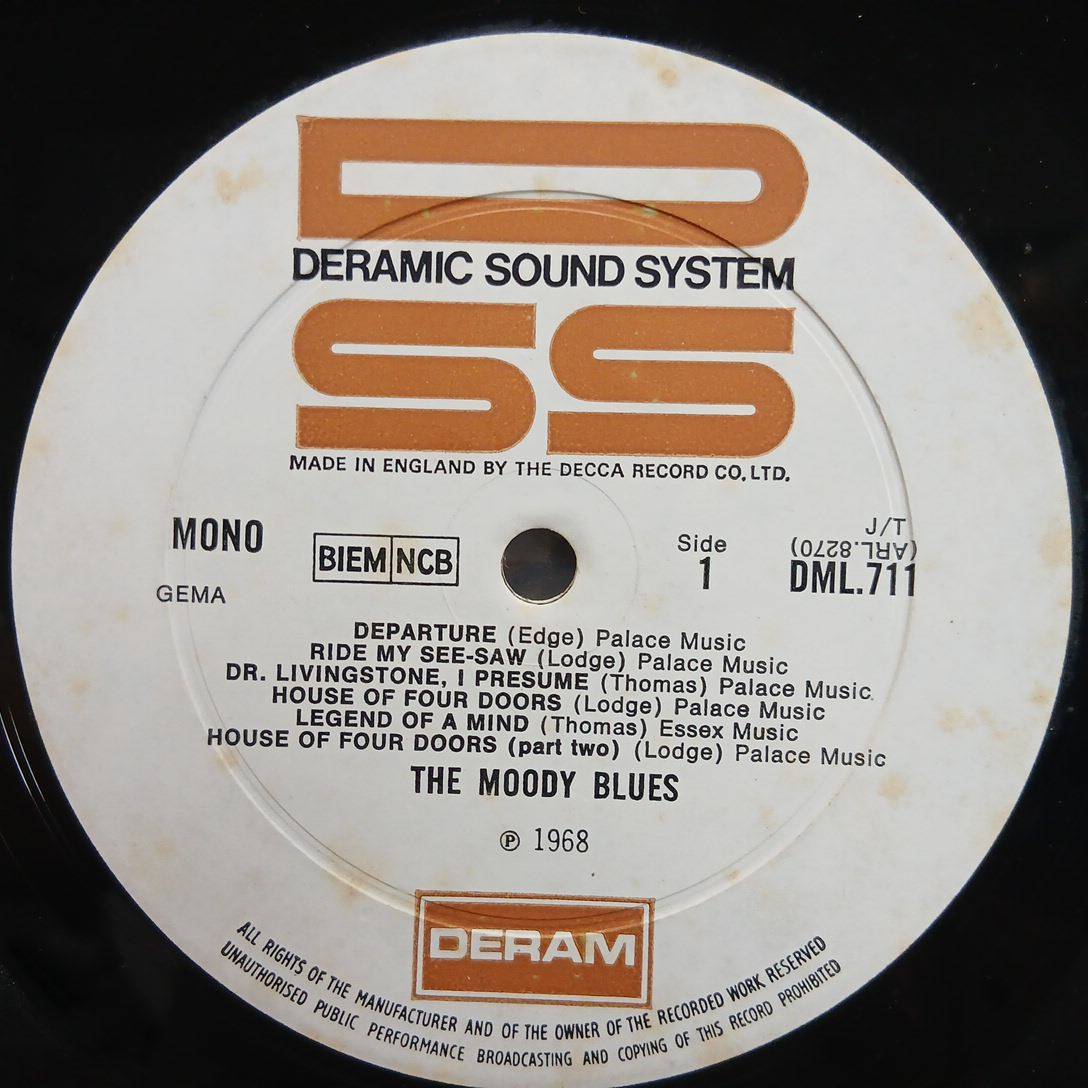 D
DERAMIC SOUND SYSTEM
SS
MADE IN ENGLAND BY THE DECCA RECORD CO. LTD.
MONO
BIEM NCB
GEMA
Side
1
J/T
(ARL.8270)
DML.711
DEPARTURE (Edge) Palace Music
RIDE MY SEE-SAW (Lodge) Palace Music
DR. LIVINGSTONE, I PRESUME (Thomas) Palace Music
HOUSE OF FOUR DOORS (Lodge) Palace Music
LEGEND OF A MIND (Thomas) Essex Music
HOUSE OF FOUR DOORS (part two) (Lodge) Palace Music
THE MOODY BLUES
℗ 1968
DERAM
ALL RIGHTS OF THE MANUFACTURER AND OF THE OWNER OF THE RECORDED WORK RESERVED
UNAUTHORISED PUBLIC PERFORMANCE BROADCASTING AND COPYING OF THIS RECORD PROHIBITED